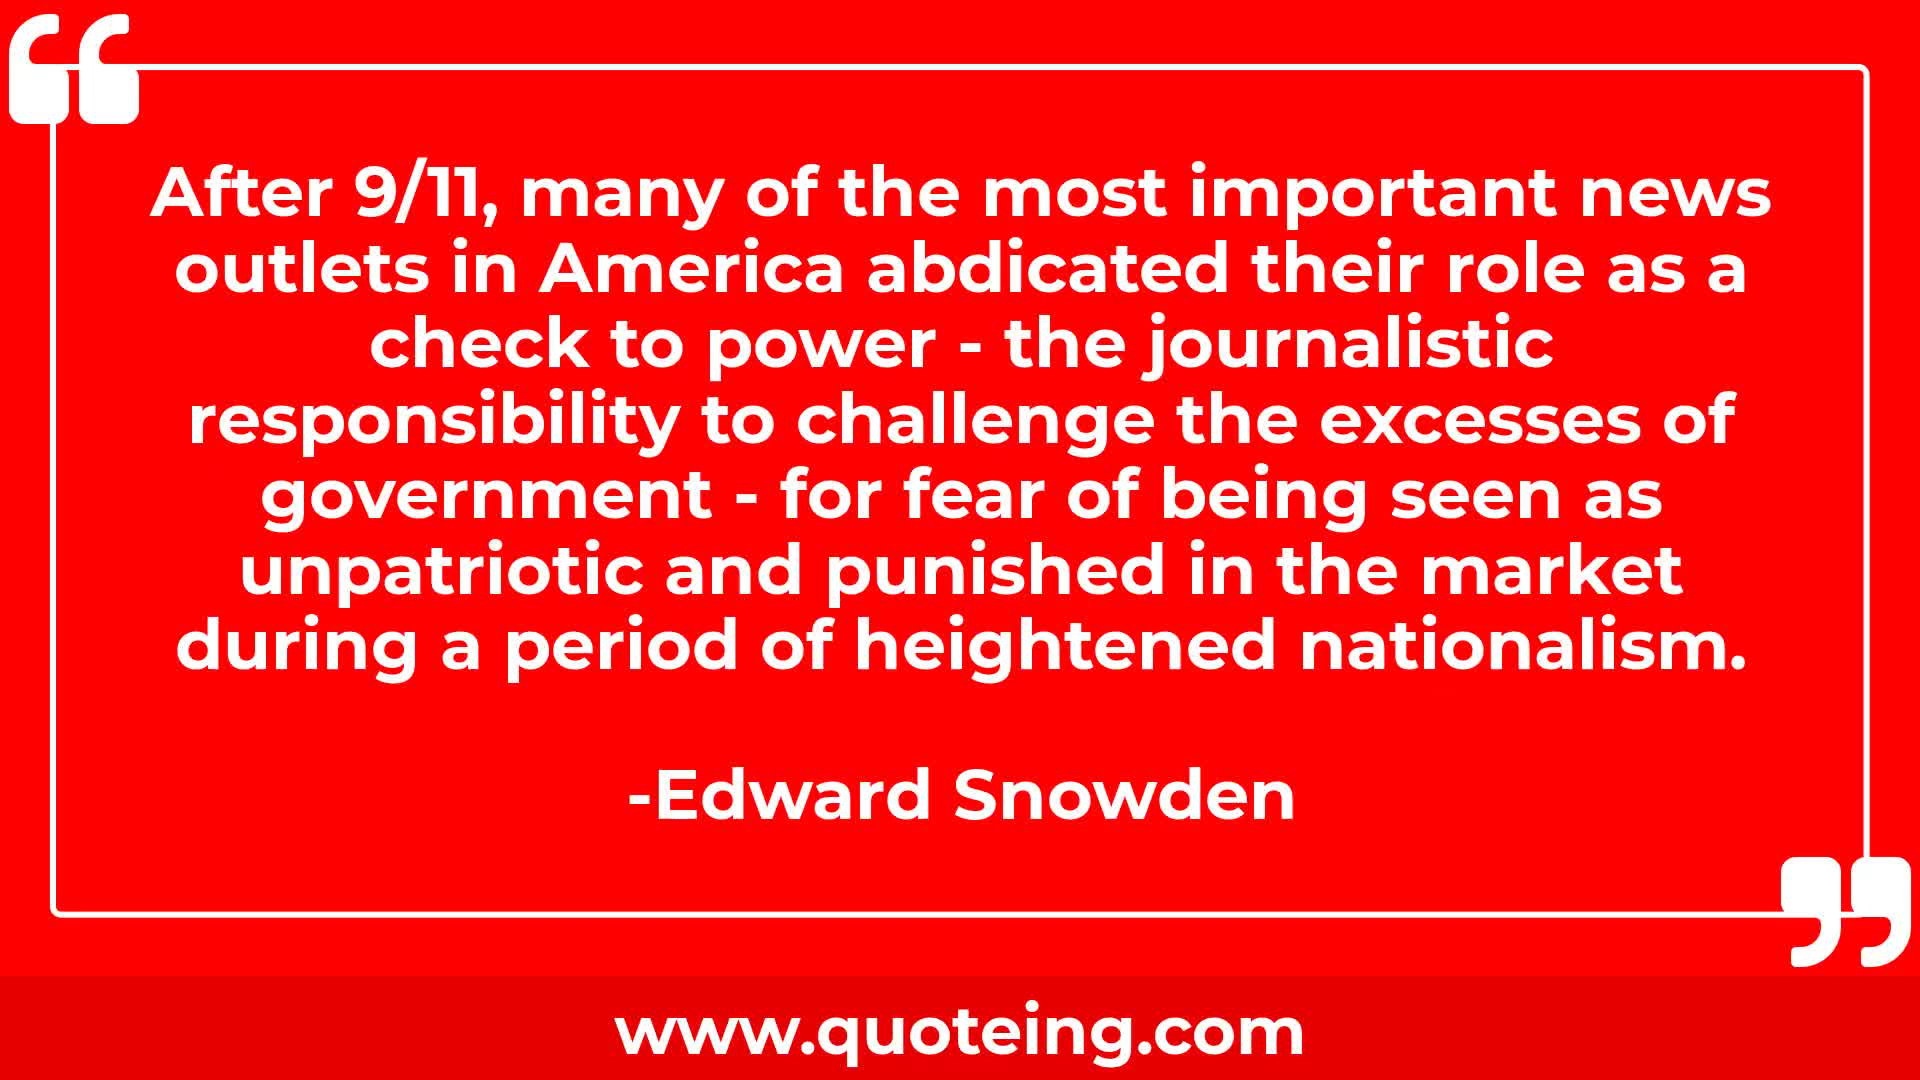 After 9/11, many of the most important news
outlets in America abdicated their role as a
check to power - the journalistic
responsibility to challenge the excesses of
government - for fear of being seen as
unpatriotic and punished in the market
during a period of heightened nationalism.
-Edward Snowden
www.quoteing.com